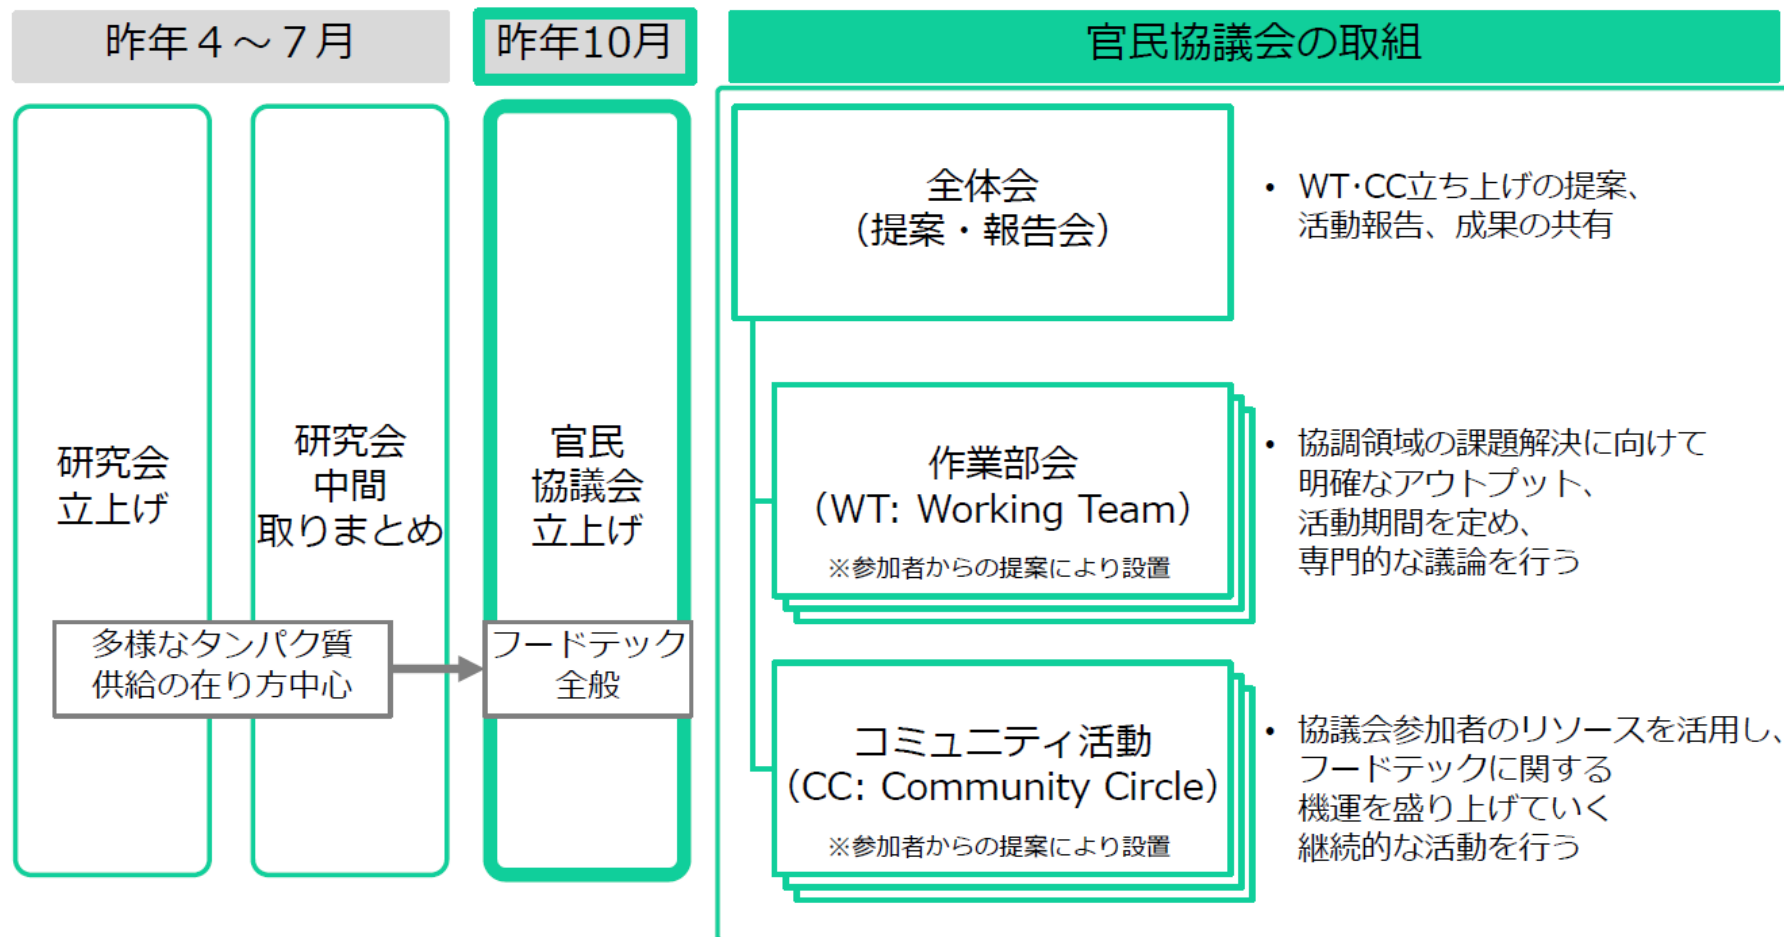 昨年４～７月
昨年10月
官民協議会の取組
研究会
立上げ
研究会
中間
取りまとめ
多様なタンパク質
供給の在り方中心
官民
協議会
立上げ
フードテック
全般
全体会
（提案・報告会）
• WT･CC立ち上げの提案、
活動報告、成果の共有
作業部会
（WT: Working Team）
※参加者からの提案により設置
• 協調領域の課題解決に向けて
明確なアウトプット、
活動期間を定め、
専門的な議論を行う
コミュニティ活動
（CC: Community Circle）
※参加者からの提案により設置
• 協議会参加者のリソースを活用し、
フードテックに関する
機運を盛り上げていく
継続的な活動を行う